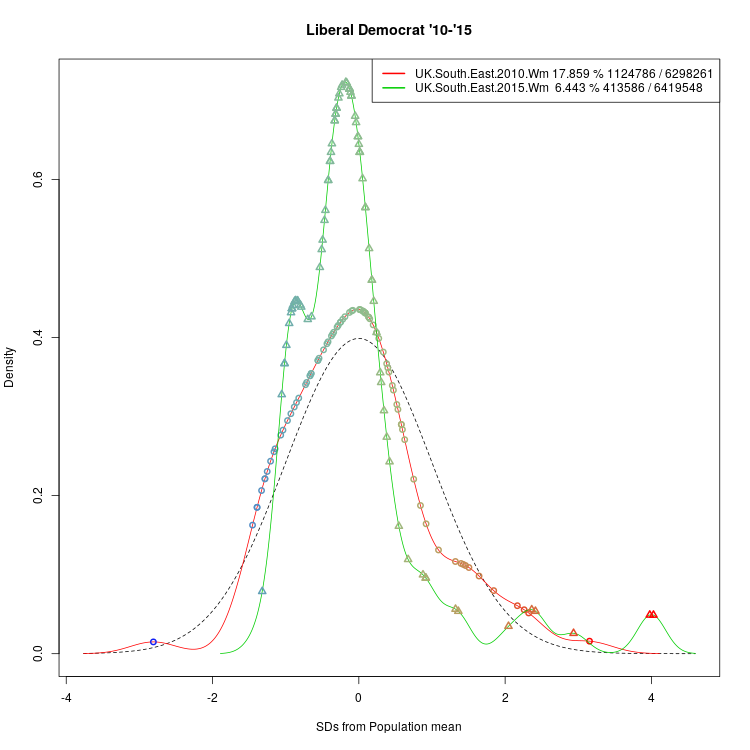 Liberal Democrat '10-'15
UK.South.East.2010.Wm 17.859 % 1124786 / 6298261
UK.South.East.2015.Wm 6.443 % 413586 / 6419548
Density
0.6
0.4
0.2
0.0
-4 -2 0 2 4
SDs from Population mean